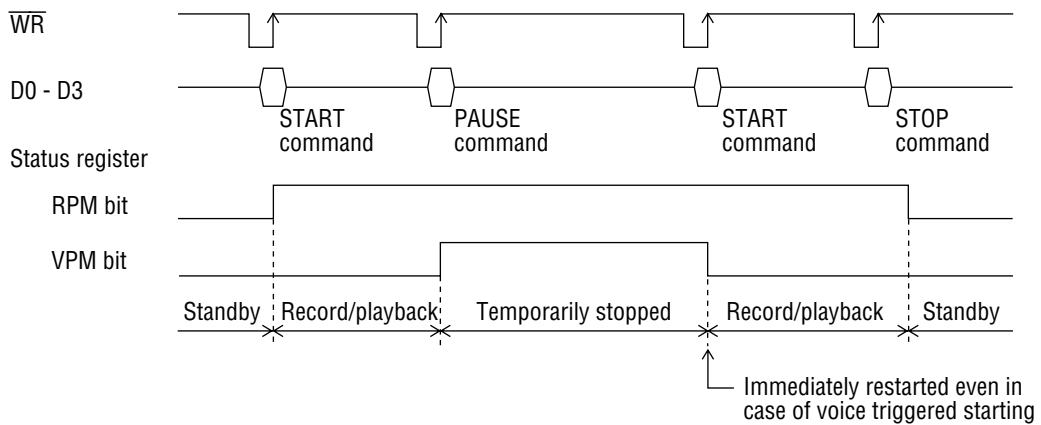 WR
D0 - D3
START
command
PAUSE
command
START
command
STOP
command
Status register
RPM bit
VPM bit
Standby
Record/playback
Temporarily stopped
Record/playback
Standby
Immediately restarted even in
case of voice triggered starting